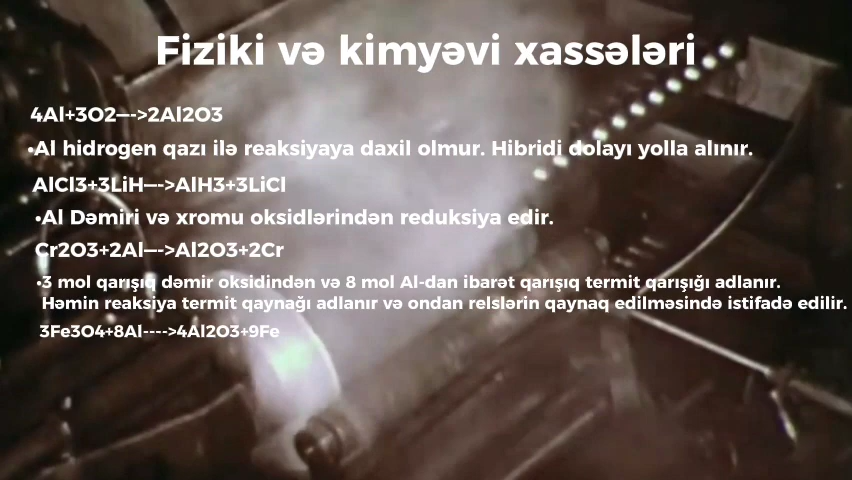 Fiziki və kimyəvi xassələri
4Al+3O2—->2Al2O3
•Al hidrogen qazı ilə reaksiyaya daxil olmur. Hibridi dolayı yolla alınır.
AlCl3+3LiH—->AlH3+3LiCl
•Al Dəmiri və xromu oksidlərindən reduksiya edir.
Cr2O3+2Al—->Al2O3+2Cr
•3 mol qarışıq dəmir oksidindən və 8 mol Al-dan ibarət qarışıq termit qarışığı adlanır.
Həmin reaksiya termit qaynağı adlanır və ondan relslərin qaynaq edilməsində istifadə edilir.
3Fe3O4+8Al---->4Al2O3+9Fe